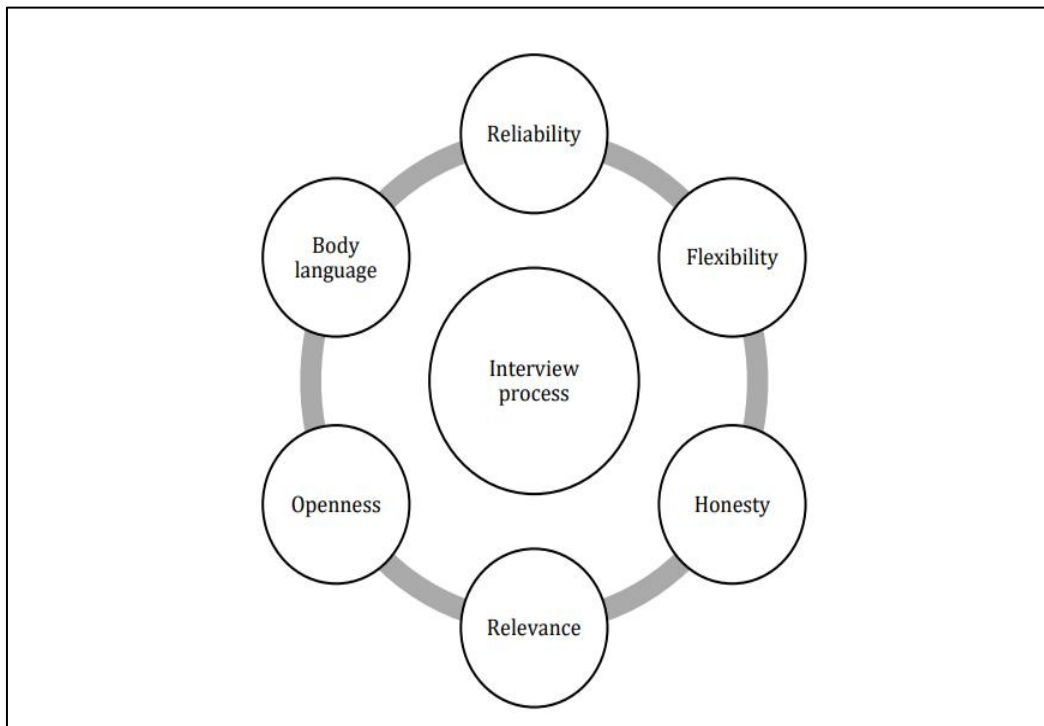 Reliability
Body
language
Flexibility
Interview
process
Openness
Honesty
Relevance